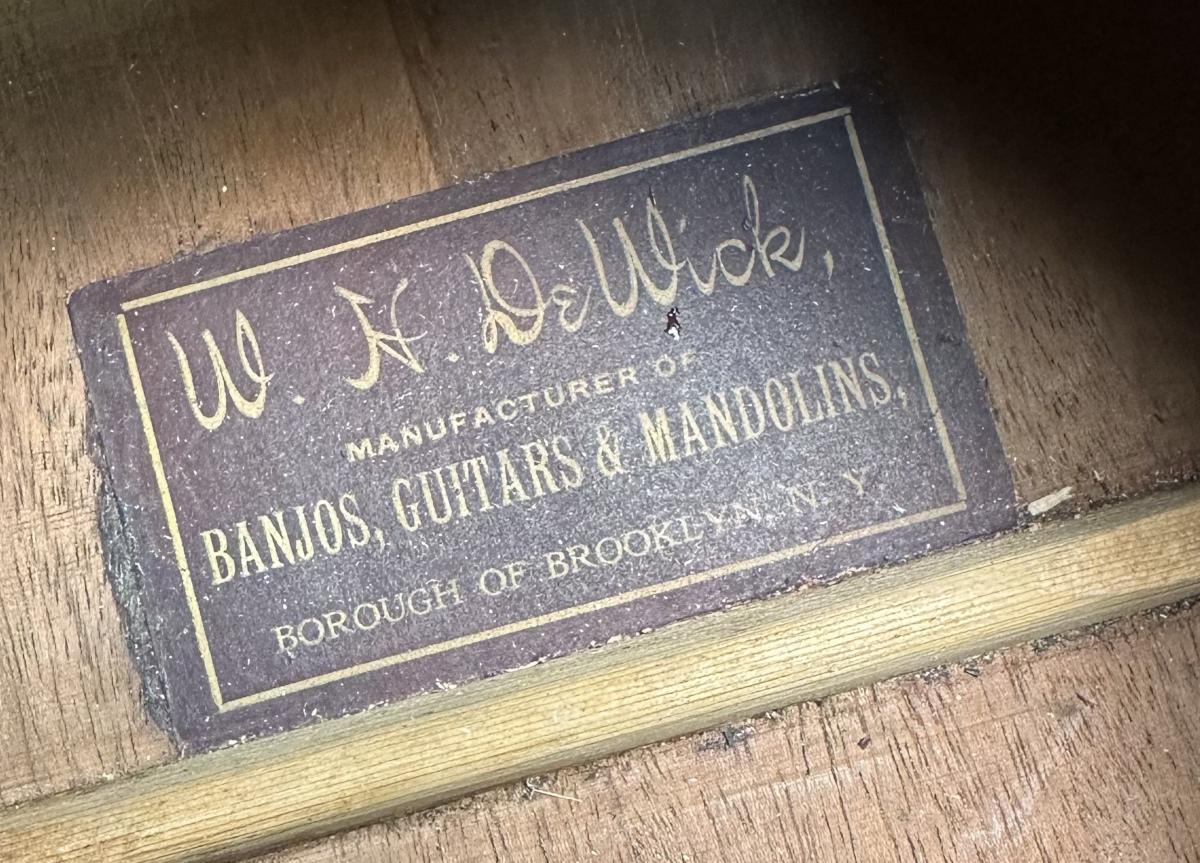 W. H. DeWick,
MANUFACTURER OF
BANJOS, GUITARS & MANDOLINS,
BOROUGH OF BROOKLYN, N. Y.